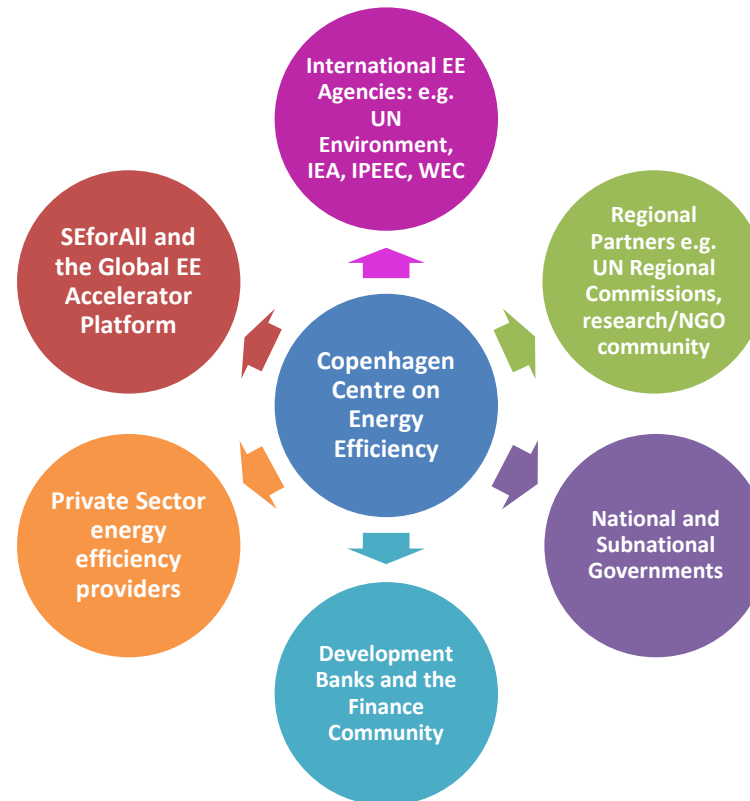 International EE
Agencies: e.g.
UN
Environment,
IEA, IPEEC, WEC
SEforAll and
the Global EE
Accelerator
Platform
Regional
Partners e.g.
UN Regional
Commissions,
research/NGO
community
Copenhagen
Centre on
Energy
Efficiency
Private Sector
energy
efficiency
providers
National and
Subnational
Governments
Development
Banks and the
Finance
Community